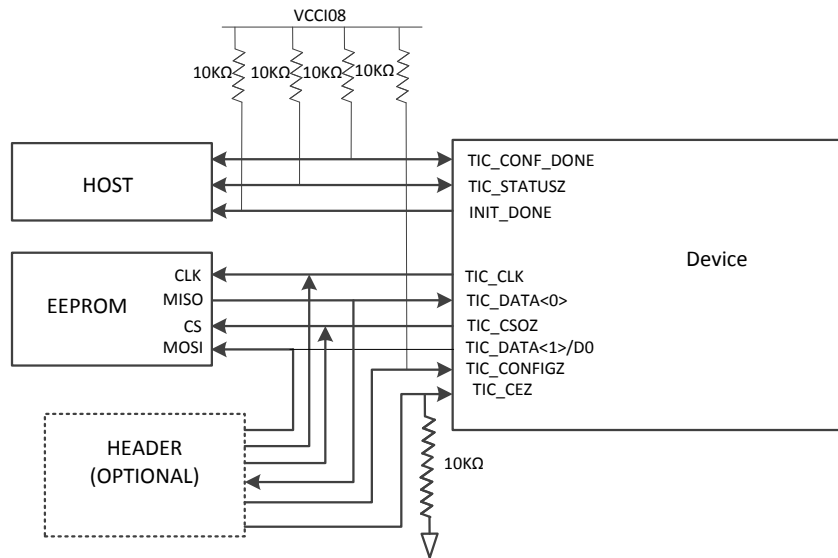 VCCI08
10KΩ 10KΩ 10KΩ 10KΩ
HOST
TIC_CONF_DONE
TIC_STATUSZ
INIT_DONE
Device
EEPROM
CLK
MISO
CS
MOSI
TIC_CLK
TIC_DATA<0>
TIC_CSOZ
TIC_DATA<1>/D0
TIC_CONFIGZ
TIC_CEZ
HEADER
(OPTIONAL)
10KΩ